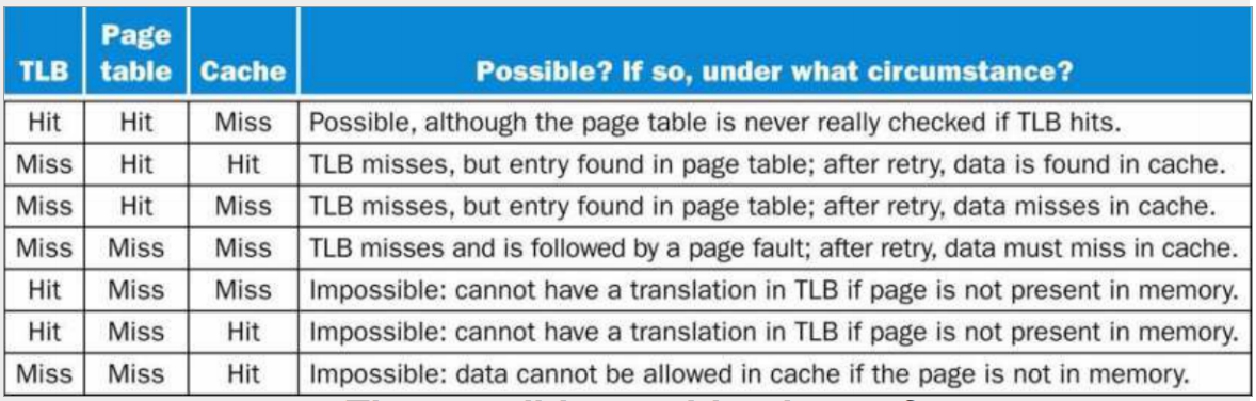 TLB Page table Cache Possible? If so, under what circumstance?
Hit Hit Miss Possible, although the page table is never really checked if TLB hits.
Miss Hit Hit TLB misses, but entry found in page table; after retry, data is found in cache.
Miss Hit Miss TLB misses, but entry found in page table; after retry, data misses in cache.
Miss Miss Miss TLB misses and is followed by a page fault; after retry, data must miss in cache.
Hit Miss Miss Impossible: cannot have a translation in TLB if page is not present in memory.
Hit Miss Hit Impossible: cannot have a translation in TLB if page is not present in memory.
Miss Miss Hit Impossible: data cannot be allowed in cache if the page is not in memory.